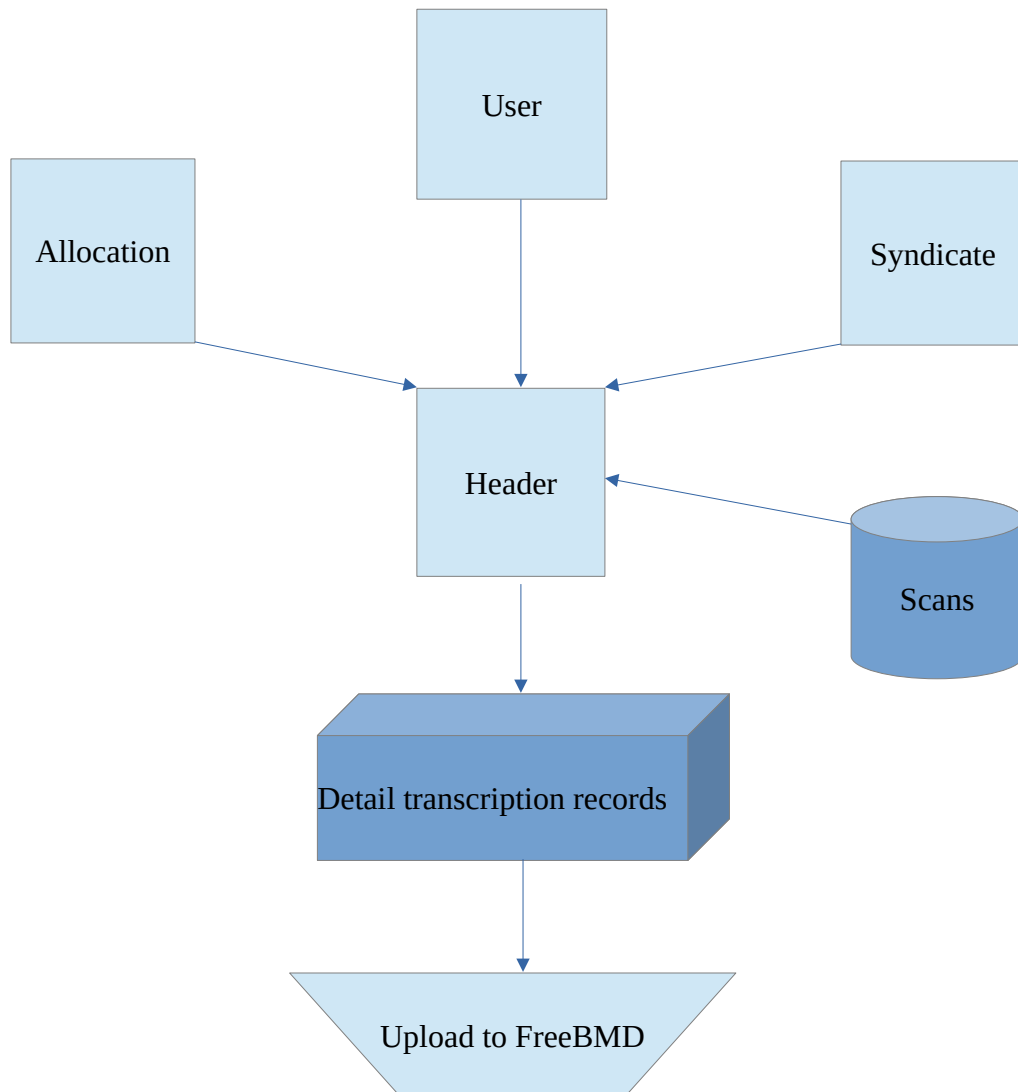 User
Allocation
Syndicate
Header
Scans
Detail transcription records
Upload to FreeBMD